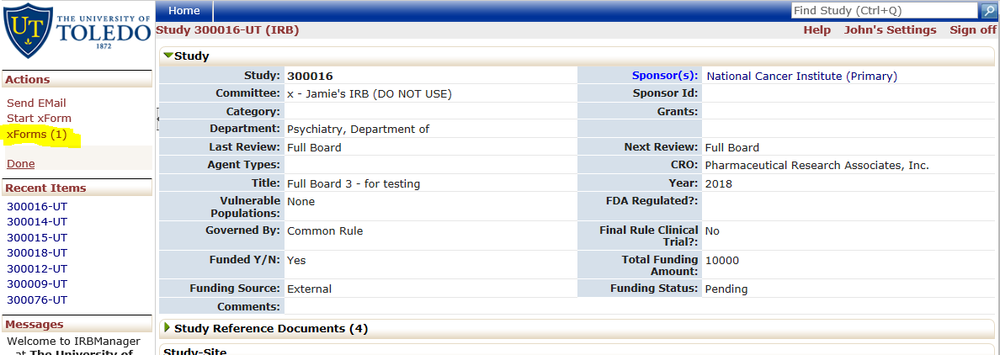 UT
THE UNIVERSITY OF
TOLEDO
1872
Home
Find Study (Ctrl+Q)
Study 300016-UT (IRB)
Help John's Settings Sign off
Actions
Send EMail
Start xForm
xForms (1)
Done
Recent Items
300016-UT
300014-UT
300015-UT
300018-UT
300012-UT
300009-UT
300076-UT
Messages
Welcome to IRBManager
at The University of
Study
Study: 300016 Sponsor(s): National Cancer Institute (Primary)
Committee: x - Jamie's IRB (DO NOT USE) Sponsor Id:
Category: Grants:
Department: Psychiatry, Department of
Last Review: Full Board Next Review: Full Board
Agent Types: CRO: Pharmaceutical Research Associates, Inc.
Title: Full Board 3 - for testing Year: 2018
Vulnerable Populations: None FDA Regulated?:
Governed By: Common Rule Final Rule Clinical Trial?: No
Funded Y/N: Yes Total Funding Amount: 10000
Funding Source: External Funding Status: Pending
Comments:
Study Reference Documents (4)
Study-Site